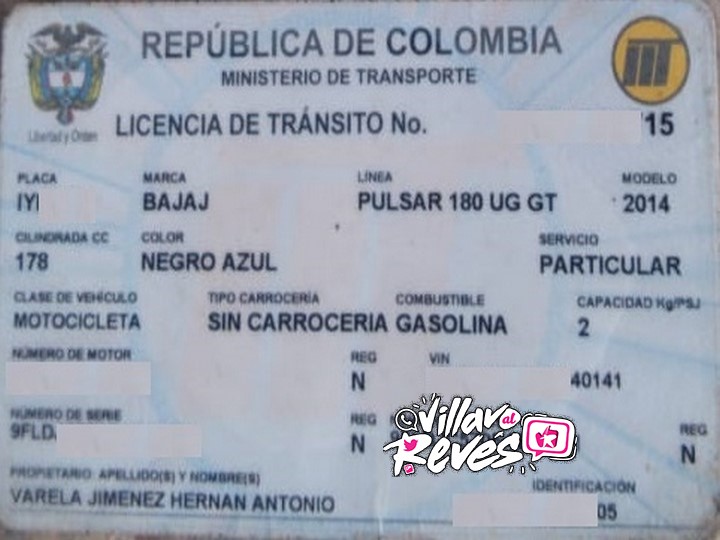 REPÚBLICA DE COLOMBIA
MINISTERIO DE TRANSPORTE
Libertad y Orden
LICENCIA DE TRÁNSITO No. 15
PLACA MARCA LÍNEA MODELO
IY BAJAJ PULSAR 180 UG GT 2014
CILINDRADA CC COLOR SERVICIO
178 NEGRO AZUL PARTICULAR
CLASE DE VEHÍCULO TIPO CARROCERÍA COMBUSTIBLE CAPACIDAD Kg/PSJ
MOTOCICLETA SIN CARROCERIA GASOLINA 2
NÚMERO DE MOTOR REG VIN
N 40141
NÚMERO DE SERIE REG REG
9FLD N N
Villav al Revés
PROPIETARIO: APELLIDO(S) Y NOMBRE(S) IDENTIFICACIÓN
VARELA JIMENEZ HERNAN ANTONIO 05